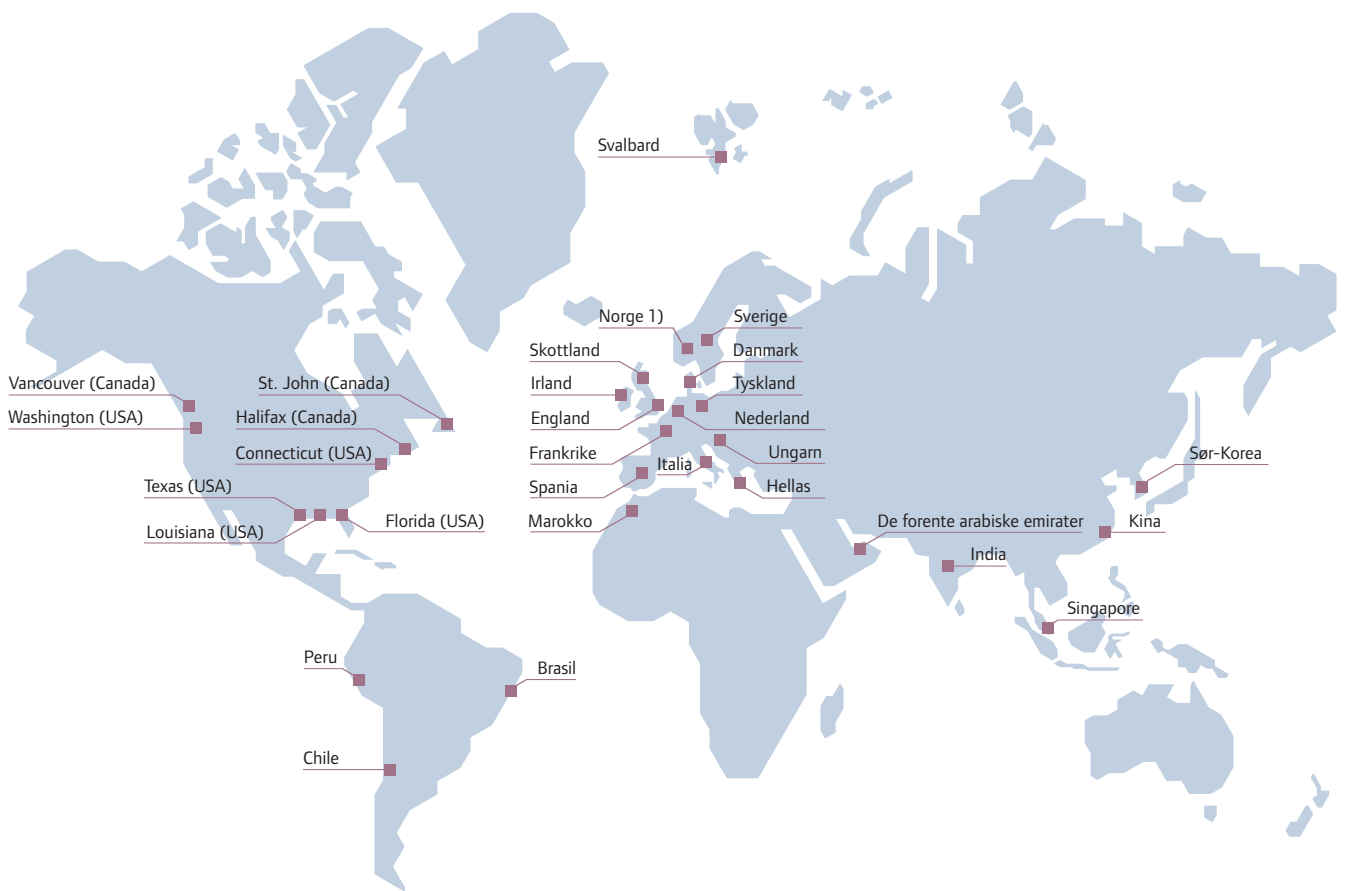 Svalbard
Norge 1)
Sverige
Skottland
Danmark
Vancouver (Canada)
St. John (Canada)
Irland
Tyskland
Washington (USA)
Halifax (Canada)
England
Nederland
Connecticut (USA)
Frankrike
Italia
Ungarn
Sør-Korea
Texas (USA)
Spania
Hellas
Louisiana (USA)
Florida (USA)
Marokko
De forente arabiske emirater
Kina
India
Singapore
Peru
Brasil
Chile